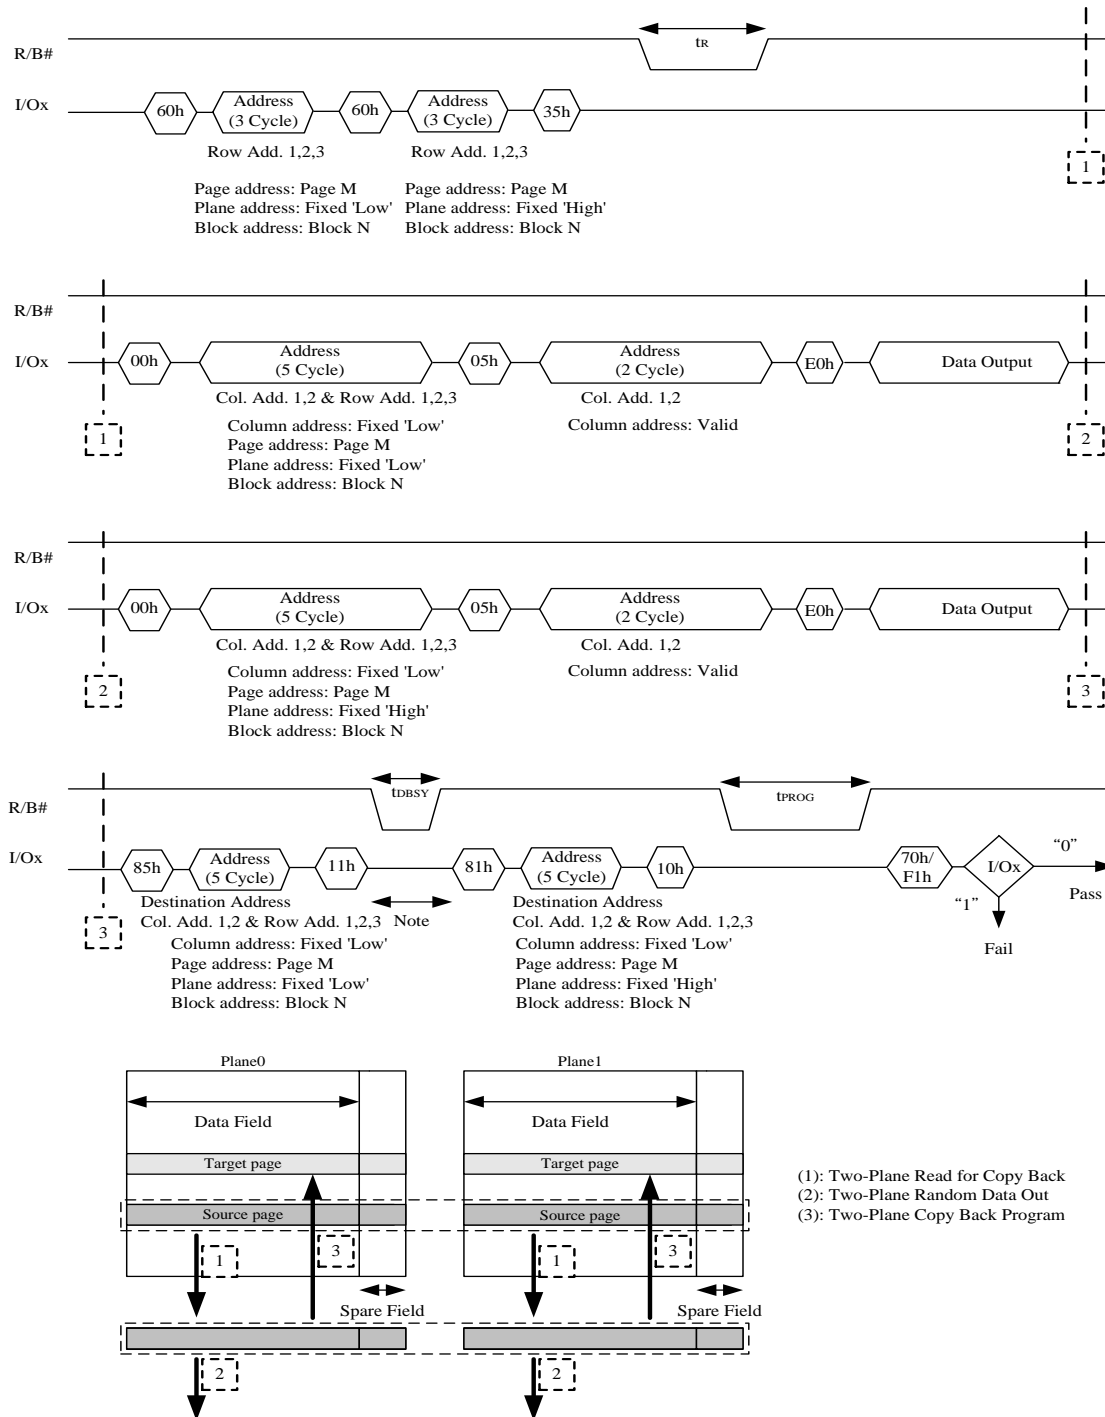 tR
1
R/B#
I/Ox
60h
Address
(3 Cycle)
60h
Address
(3 Cycle)
35h
Row Add. 1,2,3
Row Add. 1,2,3
Page address: Page M
Plane address: Fixed 'Low'
Block address: Block N
Page address: Page M
Plane address: Fixed 'High'
Block address: Block N
R/B#
I/Ox
00h
Address
(5 Cycle)
05h
Address
(2 Cycle)
E0h
Data Output
Col. Add. 1,2 & Row Add. 1,2,3
Col. Add. 1,2
Column address: Fixed 'Low'
Page address: Page M
Plane address: Fixed 'Low'
Block address: Block N
Column address: Valid
1
2
R/B#
I/Ox
00h
Address
(5 Cycle)
05h
Address
(2 Cycle)
E0h
Data Output
Col. Add. 1,2 & Row Add. 1,2,3
Col. Add. 1,2
Column address: Fixed 'Low'
Page address: Page M
Plane address: Fixed 'High'
Block address: Block N
Column address: Valid
2
3
R/B#
tDBSY
tPROG
I/Ox
85h
Address
(5 Cycle)
11h
81h
Address
(5 Cycle)
10h
70h/
F1h
I/Ox
"0"
Pass
"1"
Fail
3
Destination Address
Col. Add. 1,2 & Row Add. 1,2,3
Column address: Fixed 'Low'
Page address: Page M
Plane address: Fixed 'Low'
Block address: Block N
Note
Destination Address
Col. Add. 1,2 & Row Add. 1,2,3
Column address: Fixed 'Low'
Page address: Page M
Plane address: Fixed 'High'
Block address: Block N
Plane0
Plane1
Data Field
Data Field
Target page
Target page
Source page
Source page
1
3
1
3
Spare Field
Spare Field
2
2
(1): Two-Plane Read for Copy Back
(2): Two-Plane Random Data Out
(3): Two-Plane Copy Back Program